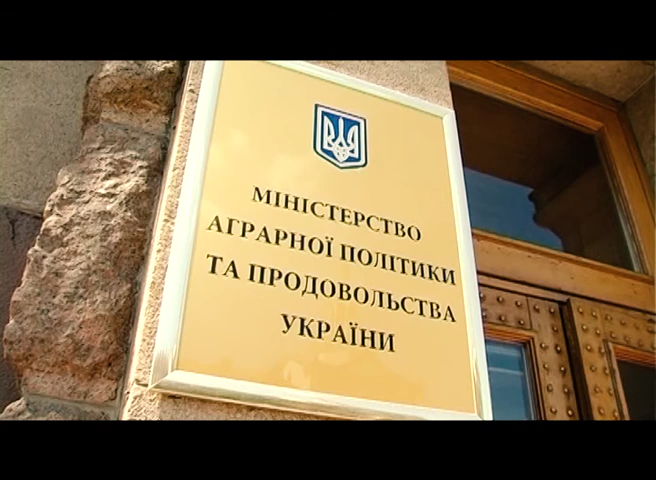 МІНІСТЕРСТВО
АГРАРНОЇ ПОЛІТИКИ
ТА ПРОДОВОЛЬСТВА
УКРАЇНИ